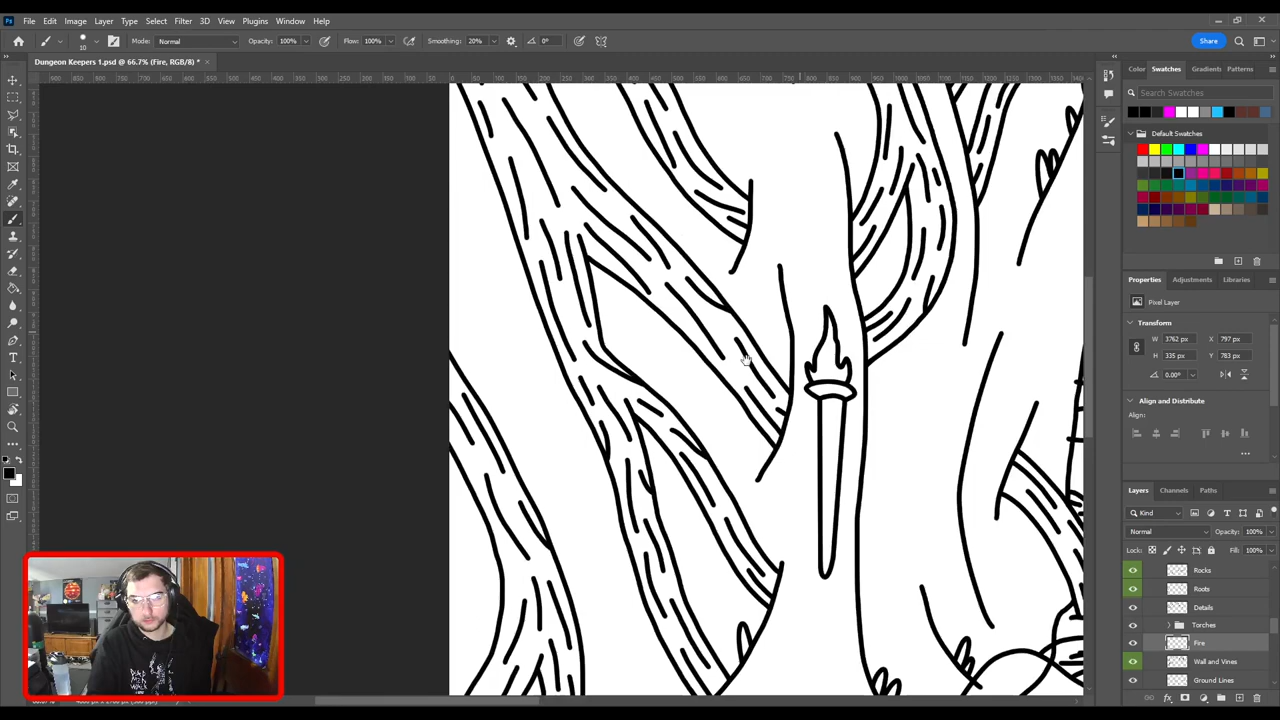 Ps File Edit Image Layer Type Select Filter 3D View Plugins Window Help
10 Mode: Normal Opacity: 100% Flow: 100% Smoothing: 20% 0° Share
Dungeon Keepers 1.psd @ 66.7% (Fire, RGB/8) *
Color Swatches Gradients Patterns
Search Swatches
Default Swatches
Properties Adjustments Libraries
Pixel Layer
Transform
W 3762 px X 797 px
H 335 px Y 783 px
0.00°
Align and Distribute
Align:
Layers Channels Paths
Kind
Normal Opacity: 100%
Lock: Fill: 100%
Rocks
Roots
Details
Torches
Fire
Wall and Vines
Ground Lines